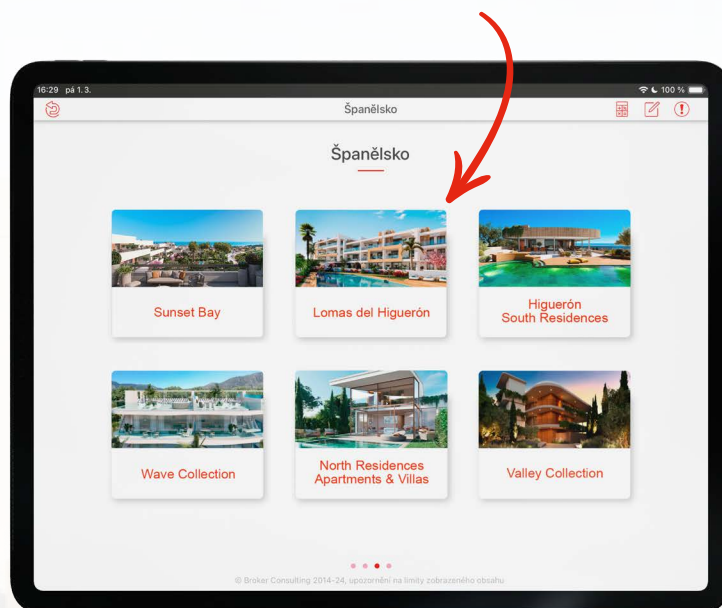 16:29 pá 1. 3.
100 %
Španělsko
Španělsko
Sunset Bay
Lomas del Higuerón
Higuerón
South Residences
Wave Collection
North Residences
Apartments & Villas
Valley Collection
© Broker Consulting 2014-24, upozornění na limity zobrazeného obsahu